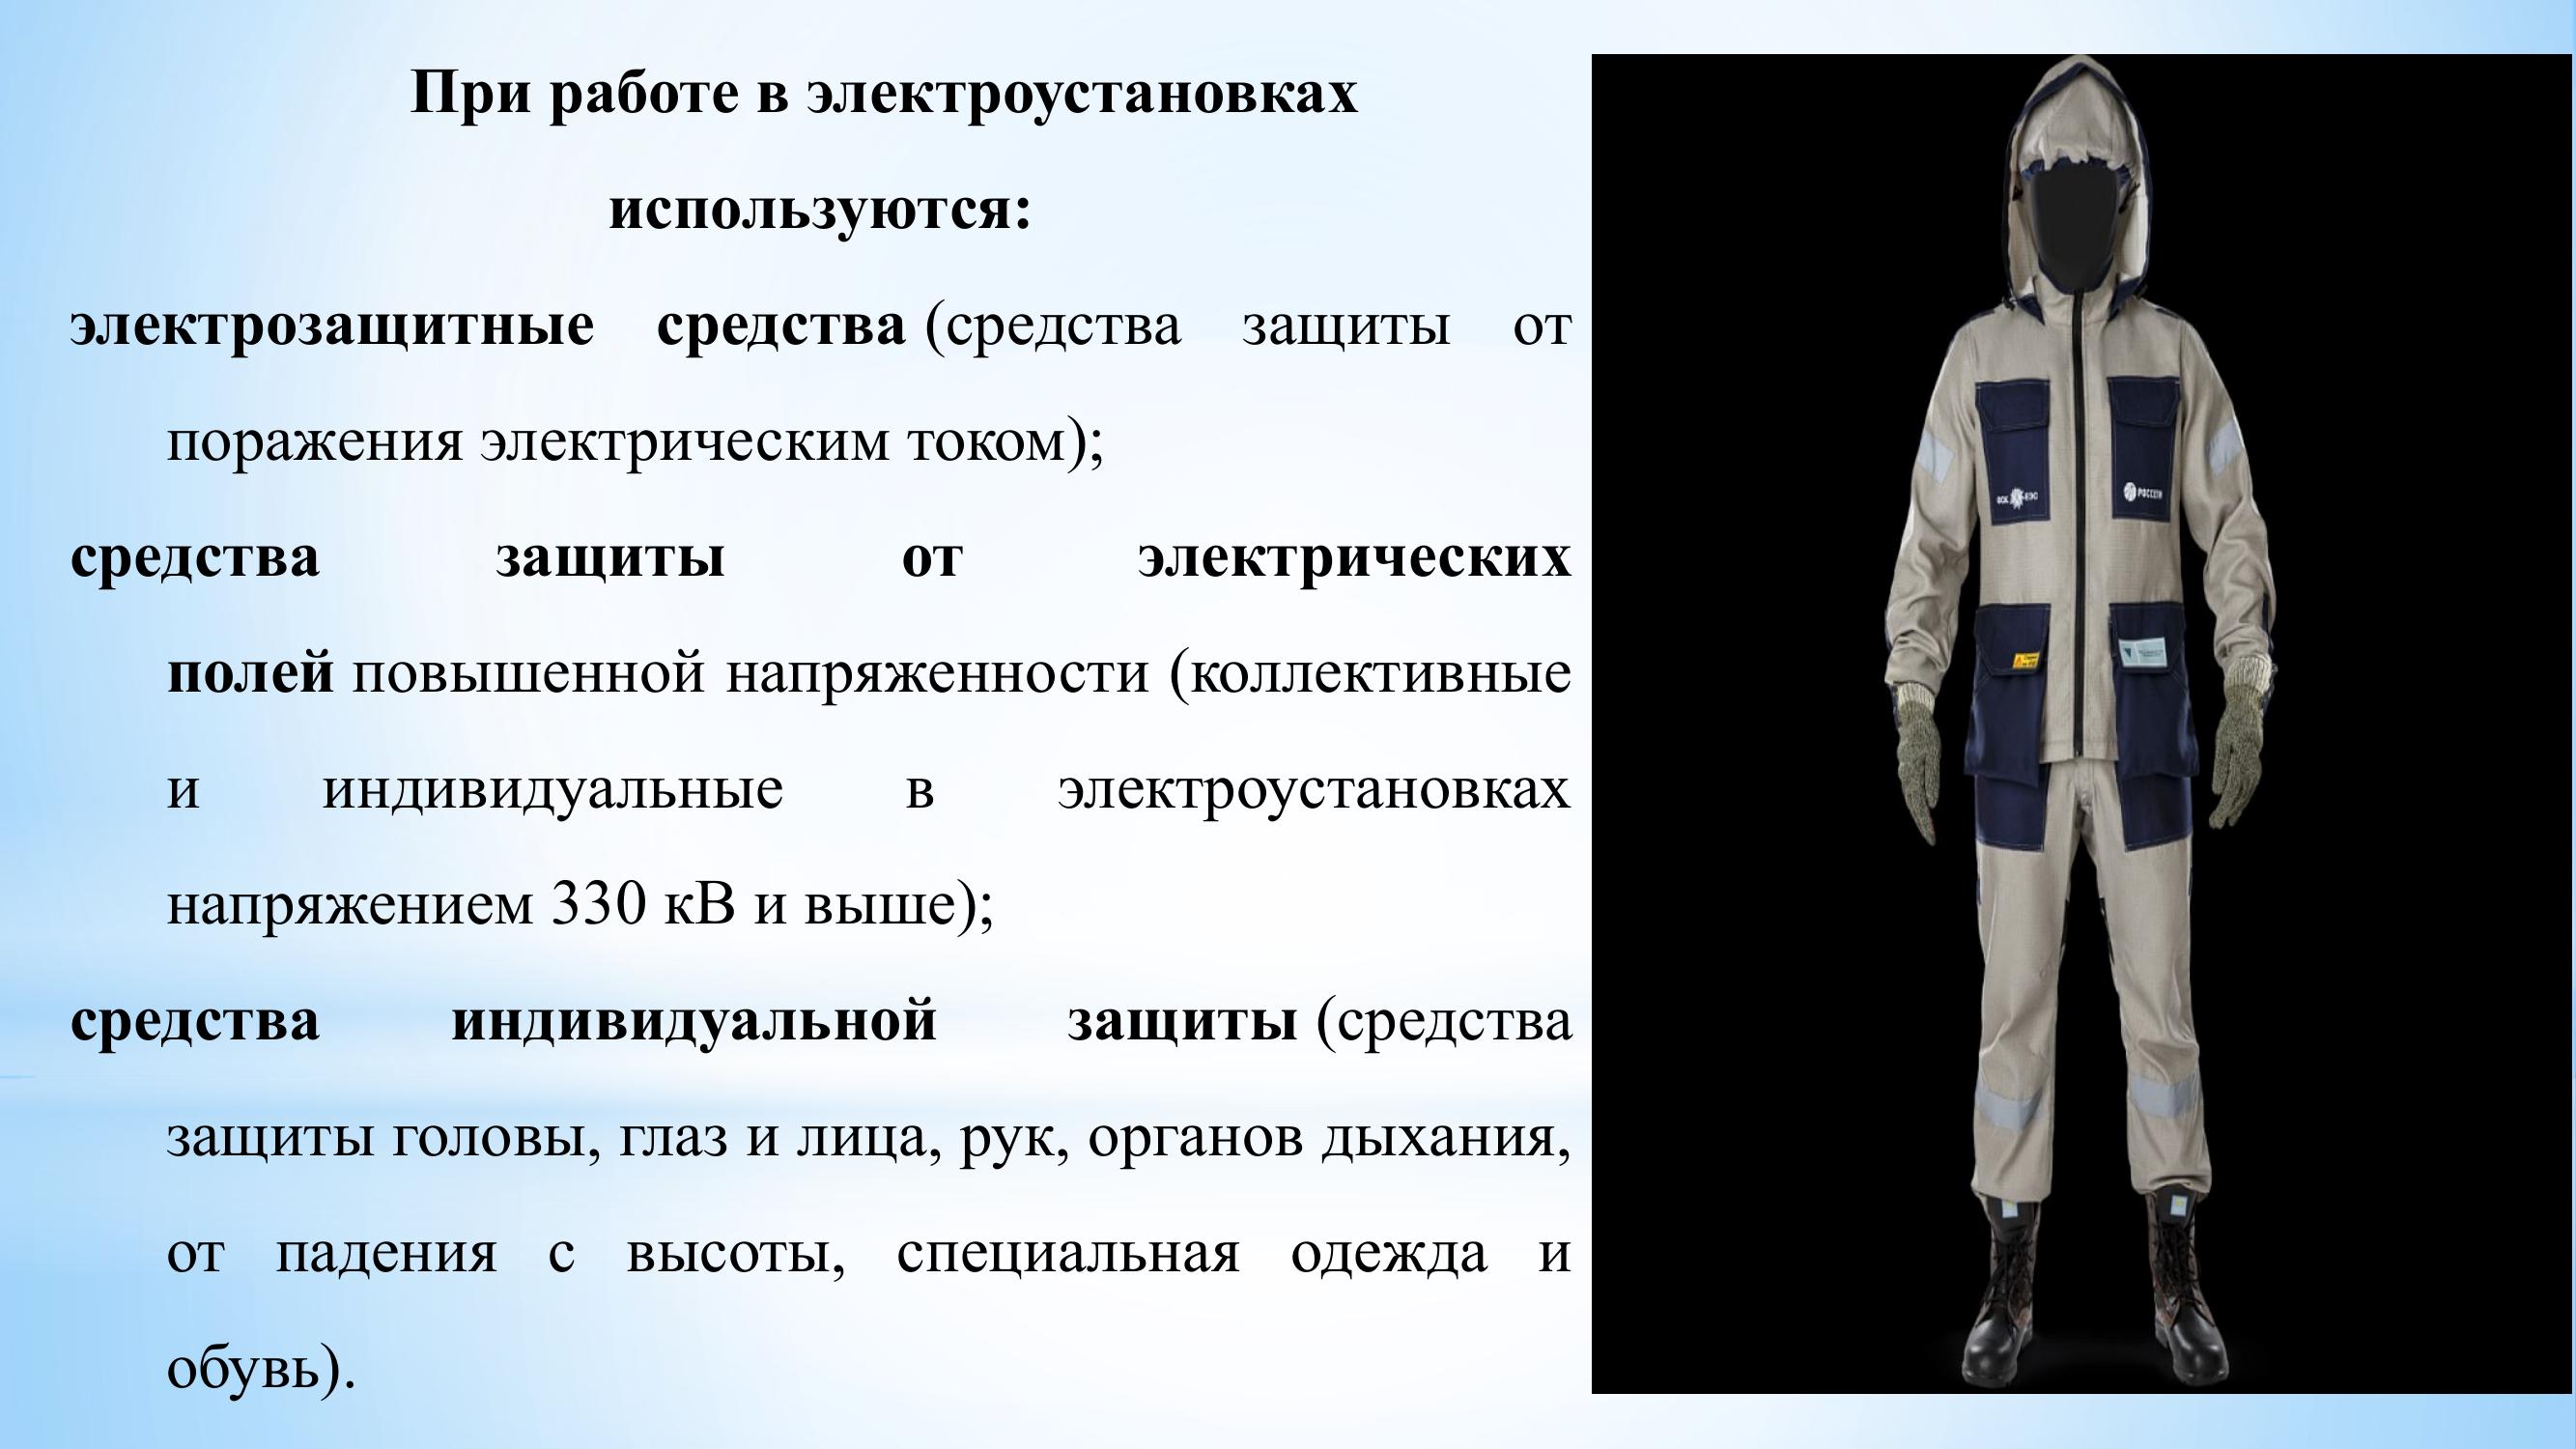 При работе в электроустановках
используются:
электрозащитные средства (средства защиты от
поражения электрическим током);
средства защиты от электрических
полей повышенной напряженности (коллективные
и индивидуальные в электроустановках
напряжением 330 кВ и выше);
средства индивидуальной защиты (средства
защиты головы, глаз и лица, рук, органов дыхания,
от падения с высоты, специальная одежда и
обувь).
РОССЕТИ